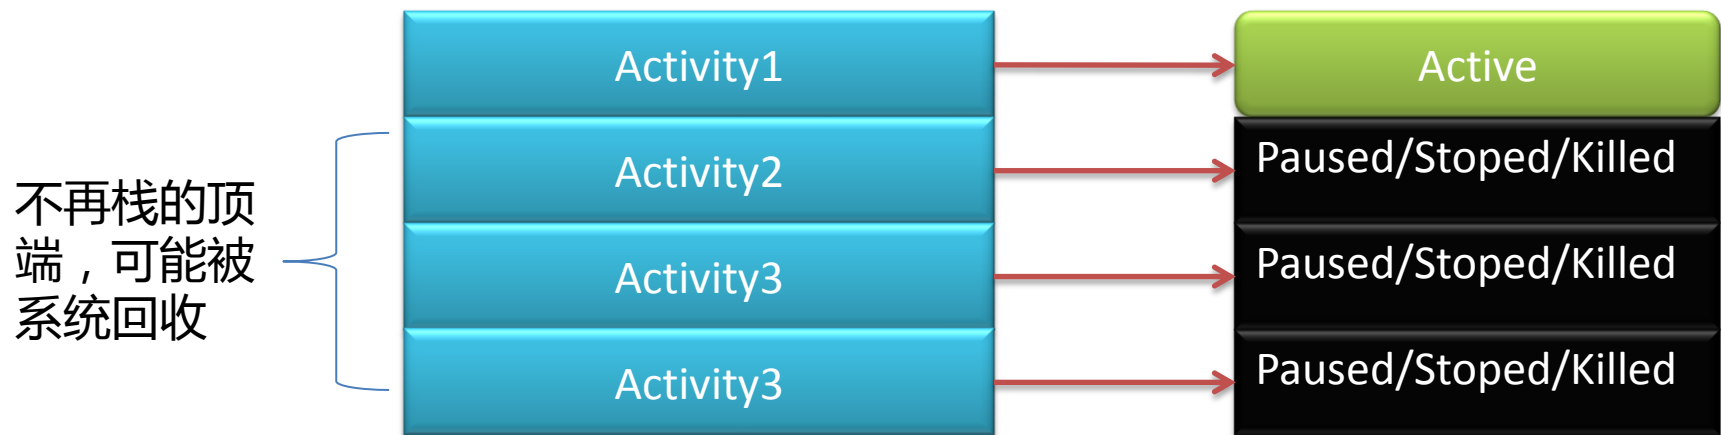 Activity1
Active
Activity2
Paused/Stoped/Killed
不再栈的顶
端，可能被
系统回收
Activity3
Paused/Stoped/Killed
Activity3
Paused/Stoped/Killed